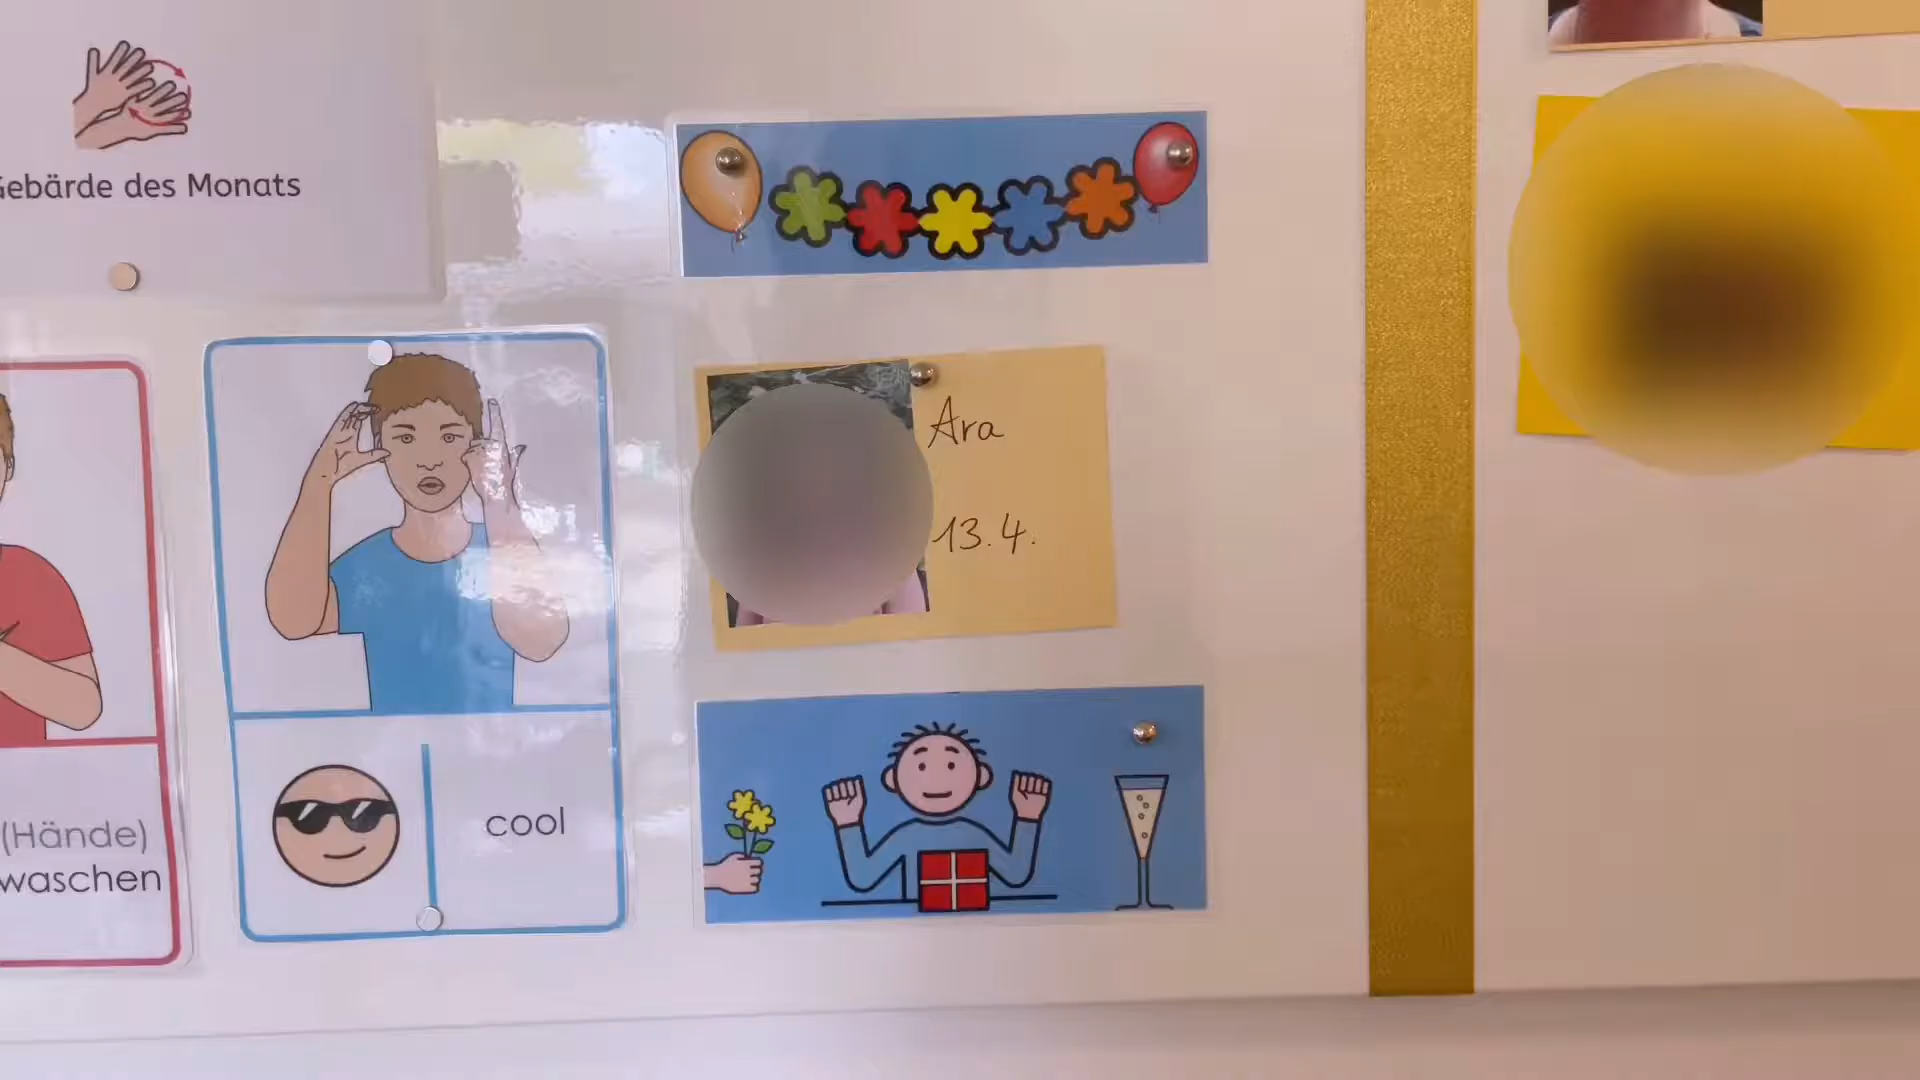 Gebärde des Monats
(Hände)
waschen
cool
Ara
13.4.